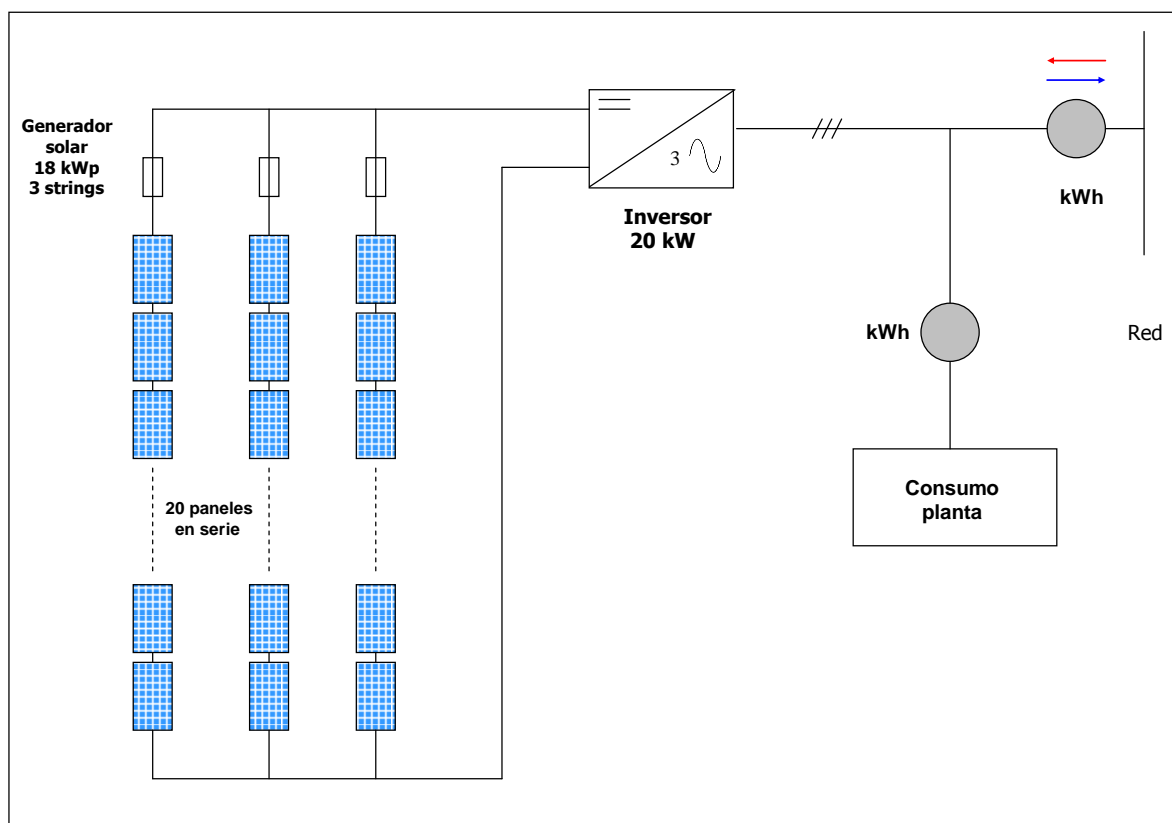 Generador
solar
18 kWp
3 strings
3
Inversor
20 kW
kWh
kWh
Red
20 paneles
en serie
Consumo
planta